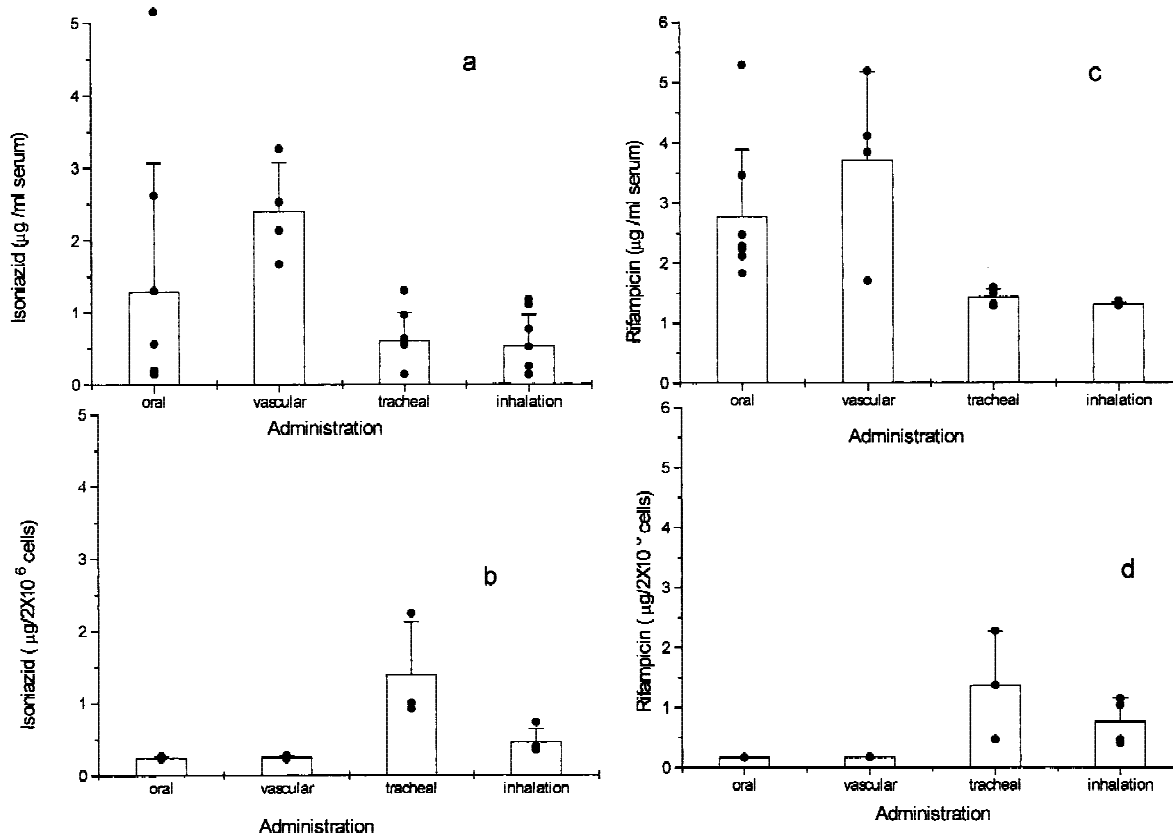 5
4
3
2
1
0
Isoniazid (μg /ml serum)
a
oral vascular tracheal inhalation
Administration
6
5
4
3
2
1
0
Rifampicin (μg /ml serum)
c
oral vascular tracheal inhalation
Administration
5
4
3
2
1
0
Isoniazid ( μg/2X10 6 cells)
b
oral vascular tracheal inhalation
Administration
6
5
4
3
2
1
0
Rifampicin ( μg/2X10 cells)
d
oral vascular tracheal inhalation
Administration